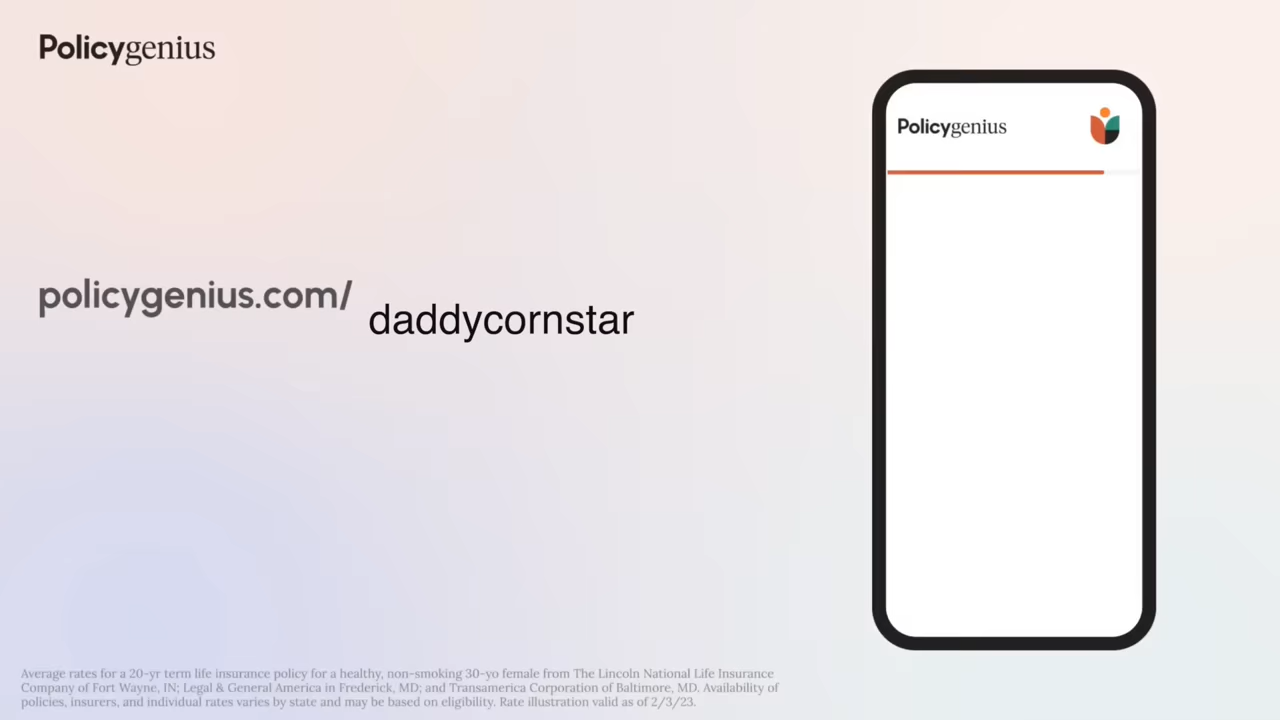 Policygenius
Policygenius
policygenius.com/
daddycornstar
Average rates for a 20-yr term life insurance policy for a healthy, non-smoking 30-yo female from The Lincoln National Life Insurance
Company of Fort Wayne, IN; Legal & General America in Frederick, MD; and Transamerica Corporation of Baltimore, MD. Availability of
policies, insurers, and individual rates varies by state and may be based on eligibility. Rate illustration valid as of 2/3/23.